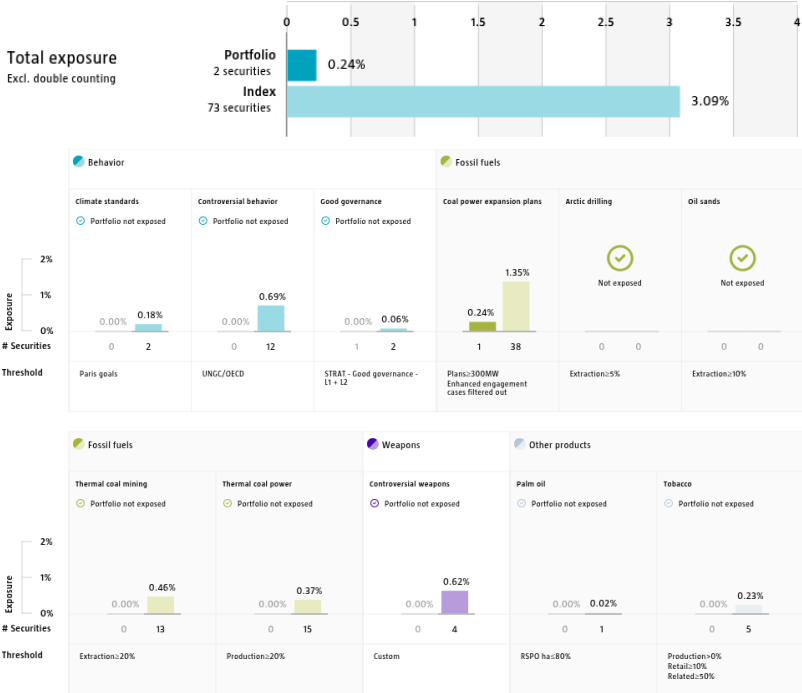 0 0.5 1 1.5 2 2.5 3 3.5 4
Total exposure
Excl. double counting
Portfolio
2 securities
0.24%
Index
73 securities
3.09%
Behavior
Fossil fuels
Climate standards
Controversial behavior
Good governance
Coal power expansion plans
Arctic drilling
Oil sands
Portfolio not exposed
Portfolio not exposed
Portfolio not exposed
Not exposed
Not exposed
Exposure
2%
1%
0%
0.00% 0.18%
0.00% 0.69%
0.00% 0.06%
0.24% 1.35%
# Securities
0 2
0 12
1 2
1 38
0 0
0 0
Threshold
Paris goals
UNGC/OECD
STRAT - Good governance -
L1 + L2
Plans≥300MW
Enhanced engagement
cases filtered out
Extraction≥5%
Extraction≥10%
Fossil fuels
Weapons
Other products
Thermal coal mining
Thermal coal power
Controversial weapons
Palm oil
Tobacco
Portfolio not exposed
Portfolio not exposed
Portfolio not exposed
Portfolio not exposed
Portfolio not exposed
Exposure
2%
1%
0%
0.00% 0.46%
0.00% 0.37%
0.00% 0.62%
0.00% 0.02%
0.00% 0.23%
# Securities
0 13
0 15
0 4
0 1
0 5
Threshold
Extraction≥20%
Production≥20%
Custom
RSPO ha≤80%
Production>0%
Retail≥10%
Related≥50%